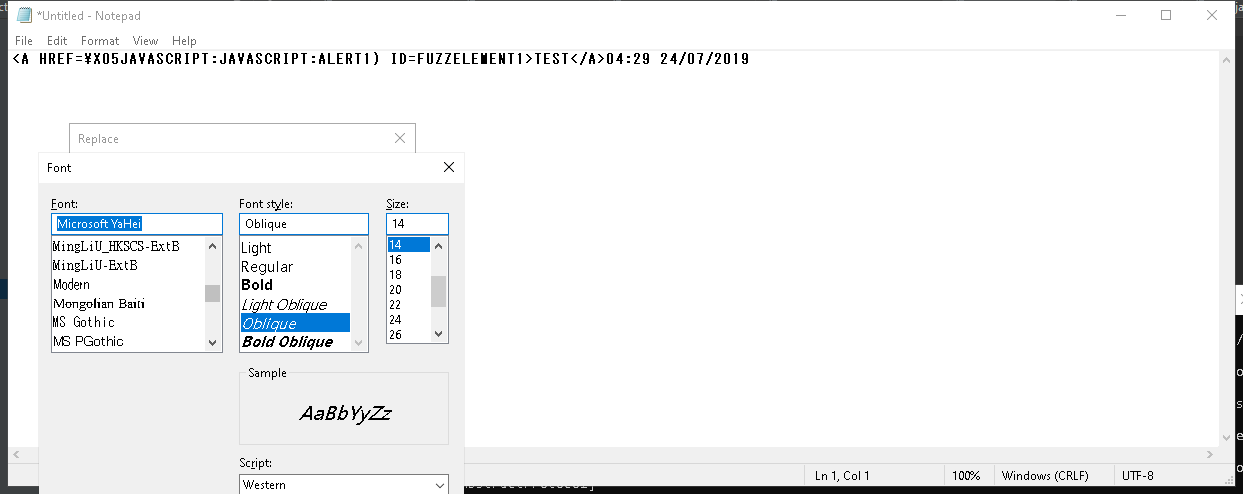 *Untitled - Notepad
File Edit Format View Help
<A HREF=¥X05JAVASCRIPT:JAVASCRIPT:ALERT1) ID=FUZZELEMENT1>TEST</A>04:29 24/07/2019
Replace
Font
Font: Font style: Size:
Microsoft YaHei Oblique 14
MingLiU_HKSCS-ExtB Light 14
MingLiU-ExtB Regular 16
Modern Bold 18
Mongolian Baiti Light Oblique 20
MS Gothic Oblique 22
MS PGothic Bold Oblique 24
26
Sample
AaBbYyZz
Script:
Western
Ln 1, Col 1 100% Windows (CRLF) UTF-8